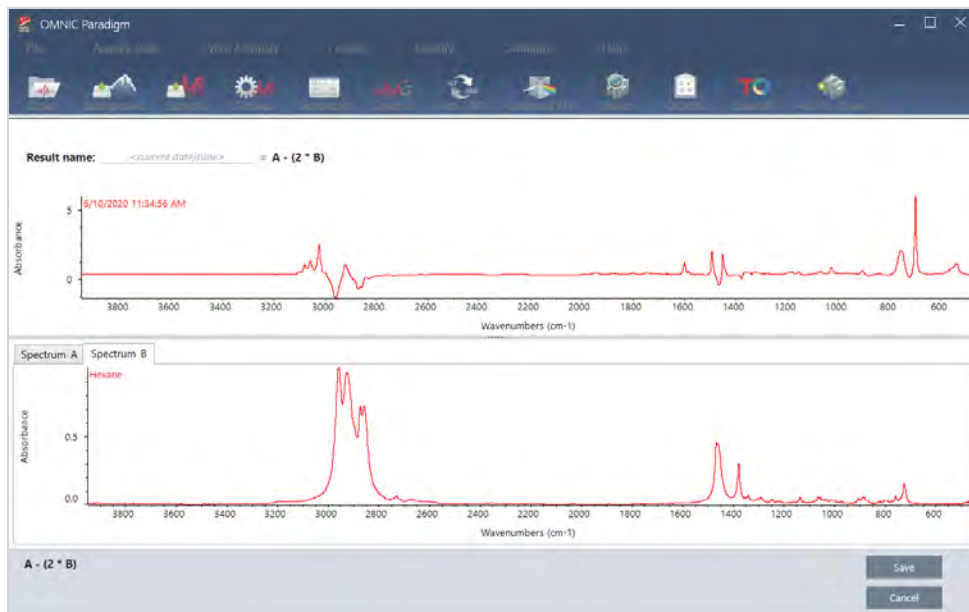 OMNIC Paradigm
File
Help
Result name: <current date/time> = A - (2 * B)
6/10/2020 11:34:56 AM
Absorbance
5
0
3800 3600 3400 3200 3000 2800 2600 2400 2200 2000 1800 1600 1400 1200 1000 800 600
Wavenumbers (cm-1)
Spectrum A Spectrum B
Hexane
Absorbance
0.5
0.0
3800 3600 3400 3200 3000 2800 2600 2400 2200 2000 1800 1600 1400 1200 1000 800 600
Wavenumbers (cm-1)
A - (2 * B)
Save
Cancel